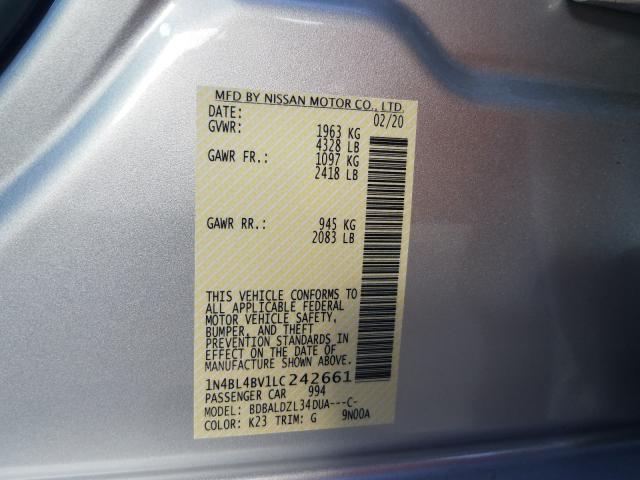 MFD BY NISSAN MOTOR CO., LTD.
DATE: 02/20
GVWR: 1963 KG
4328 LB
GAWR FR.: 1097 KG
2418 LB
GAWR RR.: 945 KG
2083 LB
THIS VEHICLE CONFORMS TO
ALL APPLICABLE FEDERAL
MOTOR VEHICLE SAFETY,
BUMPER, AND THEFT
PREVENTION STANDARDS IN
EFFECT ON THE DATE OF
MANUFACTURE SHOWN ABOVE.
1N4BL4BV1LC242661
PASSENGER CAR 994
MODEL: BDBALDZL34DUA---C-
COLOR: K23 TRIM: G 9N00A